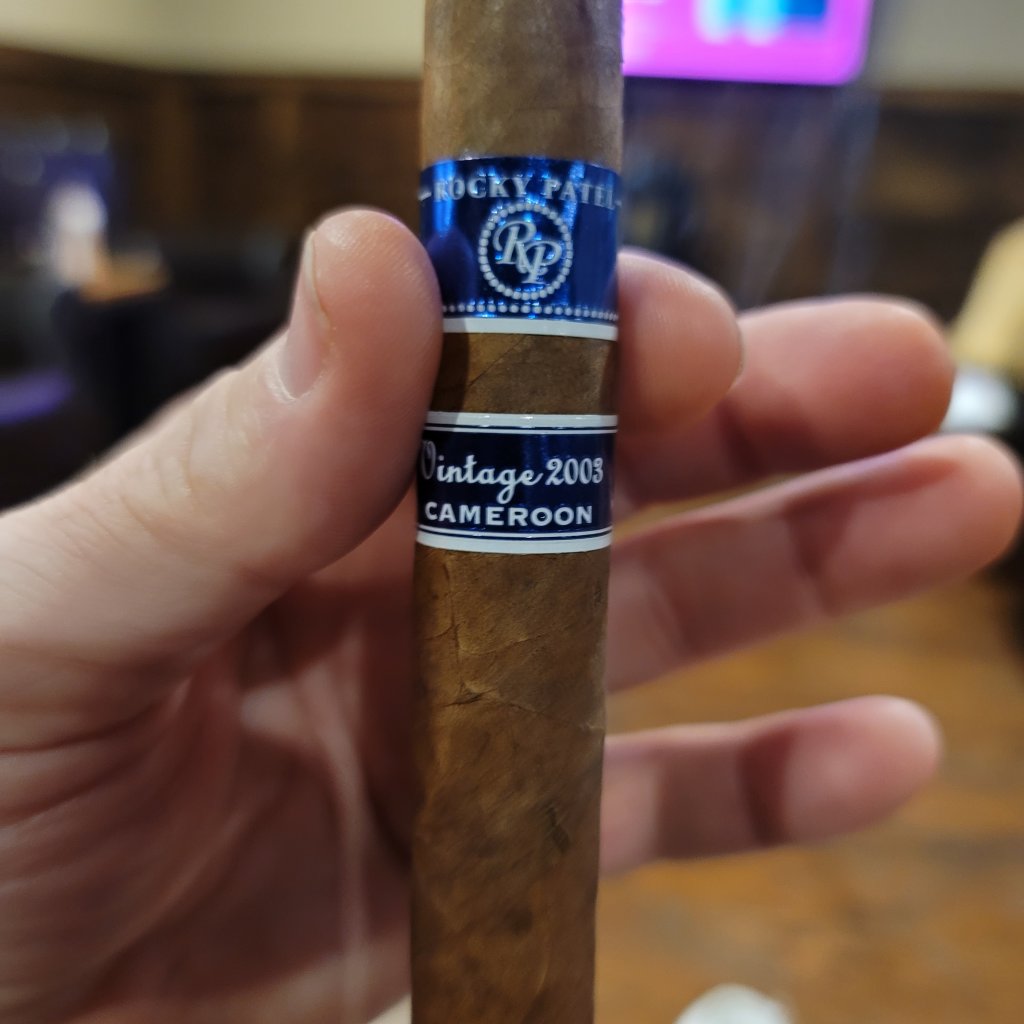 ROCKY PATEL
RP
Vintage 2003
CAMEROON